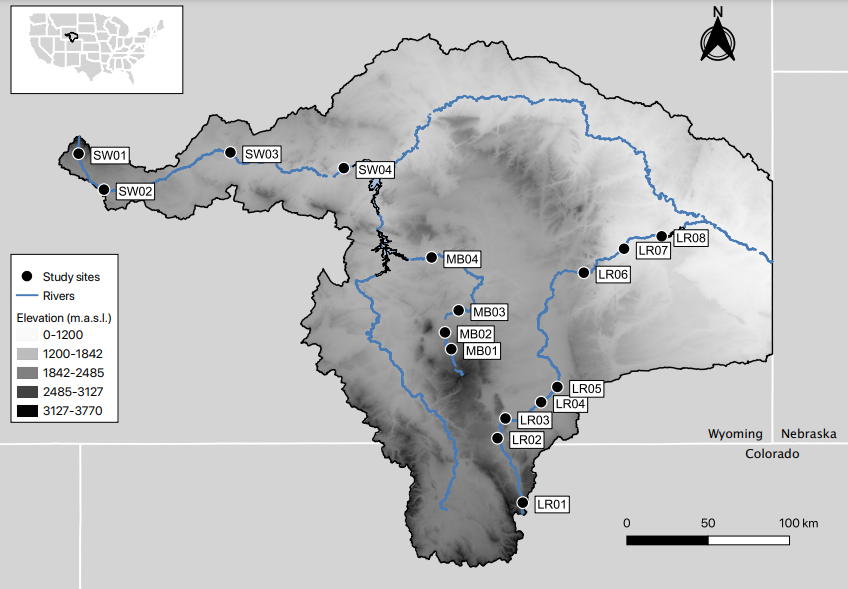 N
SW01
SW03
SW04
SW02
LR08
LR07
MB04
LR06
Study sites
Rivers
Elevation (m.a.s.l.)
0-1200
1200-1842
1842-2485
2485-3127
3127-3770
MB03
MB02
MB01
LR05
LR04
LR03
LR02
Wyoming
Nebraska
Colorado
LR01
0 50 100 km